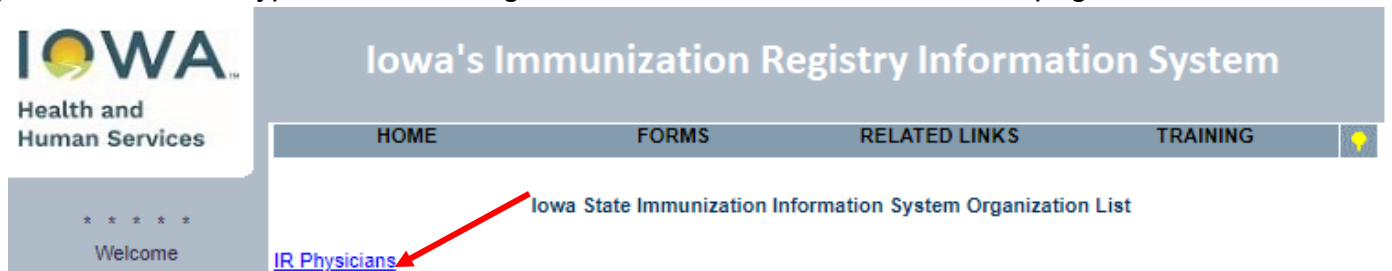 IOWA™
Health and
Human Services
Iowa's Immunization Registry Information System
HOME FORMS RELATED LINKS TRAINING
Iowa State Immunization Information System Organization List
* * * * *
Welcome
IR Physicians